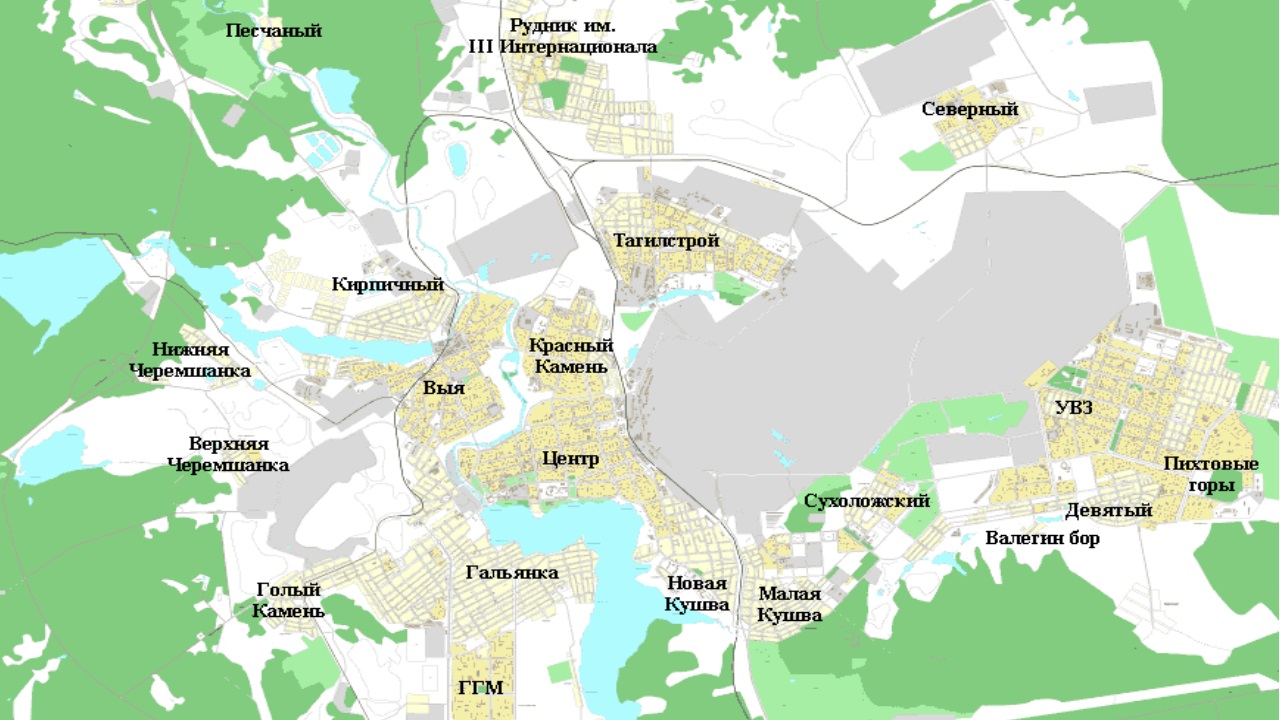 Песчаный
Рудник им.
III Интернационала
Северный
Тагилстрой
Кирпичный
Нижняя
Черемшанка
Красный
Камень
Выя
УВЗ
Верхняя
Черемшанка
Центр
Пихтовые
горы
Сухоложский
Девятый
Валегин бор
Гальянка
Голый
Камень
Новая
Кушва
Малая
Кушва
ГГМ